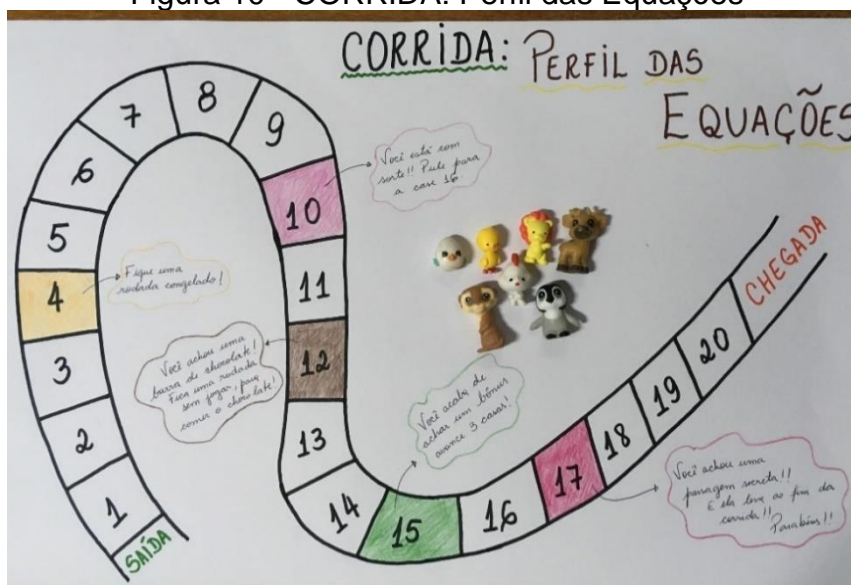 Figura 10 - CORRIDA: Perfil das Equações
CORRIDA: PERFIL DAS
EQUAÇÕES
SAÍDA
1
2
3
4
Fique uma
rodada congelado!
5
6
7
8
9
10
Você está com
sorte!! Pule para
a case 16.
11
12
Você achou uma
barra de chocolate!
Fica uma rodada
sem jogar, para
comer o chocolate!
13
14
15
Você acaba de
achar um bônus
avance 3 casas!
16
17
Você achou uma
passagem secreta!!
E ela leva ao fim da
corrida!!
Parabéns!!
18
19
20
CHEGADA